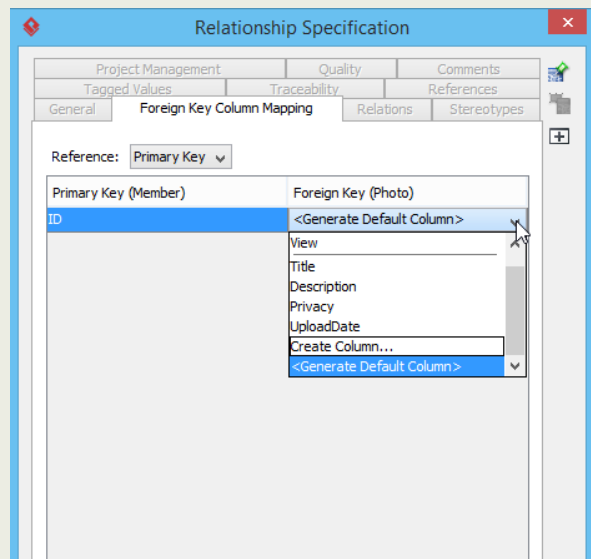 Relationship Specification
Project Management Quality Comments
Tagged Values Traceability References
General Foreign Key Column Mapping Relations Stereotypes
Reference: Primary Key
Primary Key (Member) Foreign Key (Photo)
ID <Generate Default Column>
View
Title
Description
Privacy
UploadDate
Create Column...
<Generate Default Column>